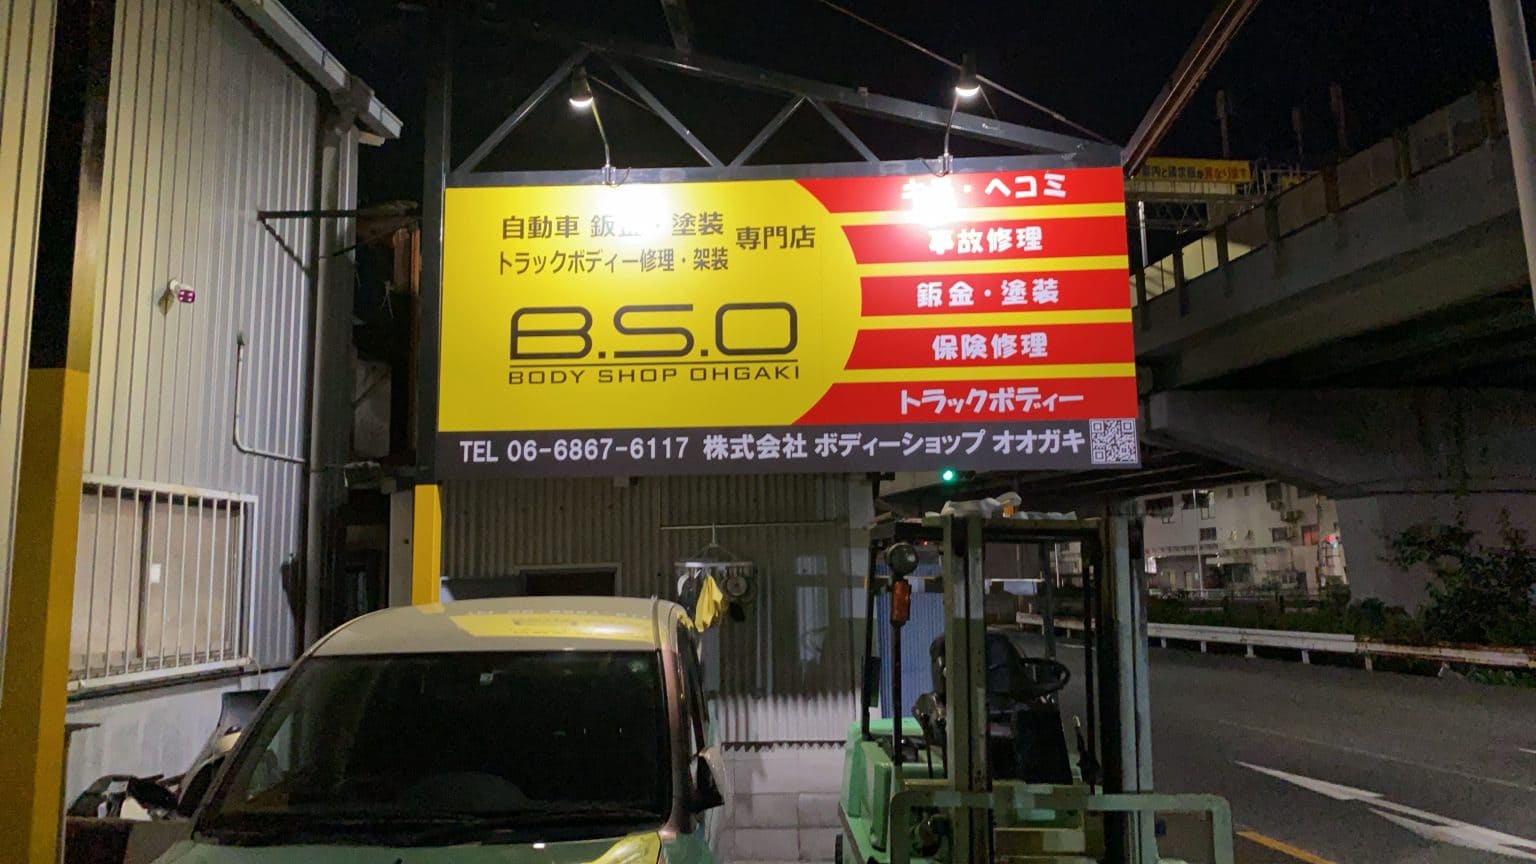 自動車 鈑金・塗装
トラックボディー修理・架装
専門店
B.S.O
BODY SHOP OHGAKI
ヘコミ
事故修理
鈑金・塗装
保険修理
トラックボディー
TEL 06-6867-6117 株式会社 ボディーショップ オオガキ